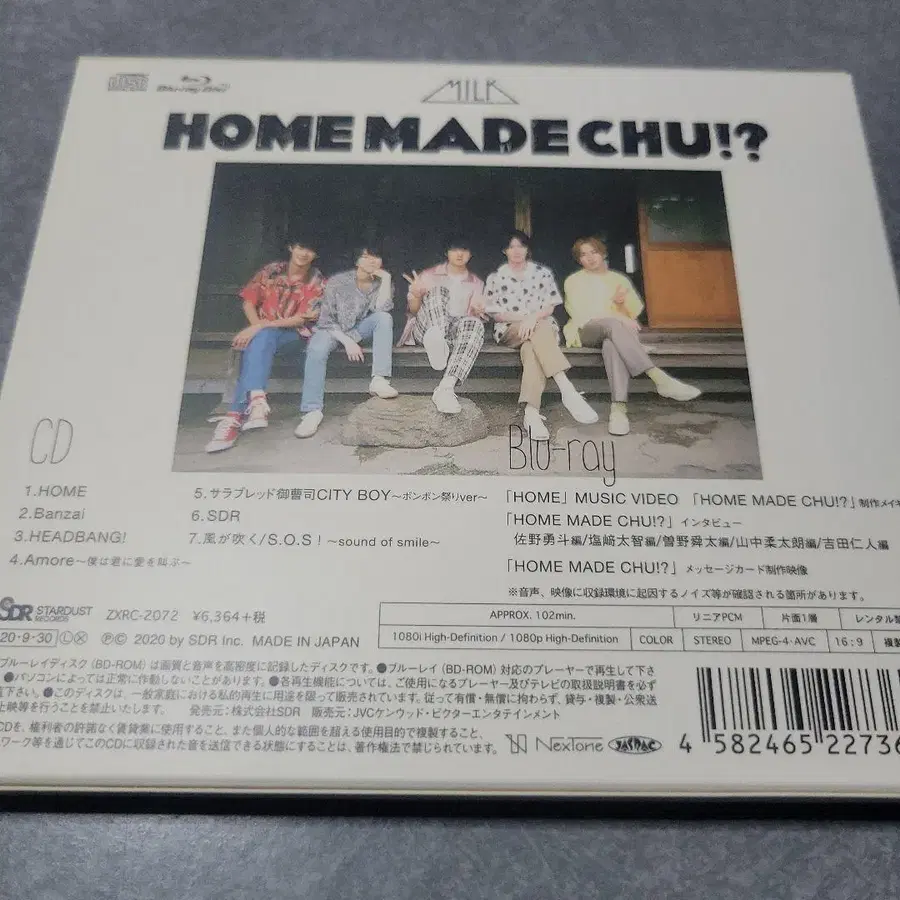 COMPACT disc DIGITAL AUDIO
Blu-ray Disc
M!LK
HOME MADE CHU!?
CD
1.HOME
2.Banzai
3.HEADBANG!
4.Amore～僕は君に愛を叫ぶ～
5.サラブレッド御曹司CITY BOY～ボンボン祭りver～
6.SDR
7.風が吹く/S.O.S！～sound of smile～
Blu-ray
「HOME」MUSIC VIDEO 「HOME MADE CHU!?」制作メイキ
「HOME MADE CHU!?」インタビュー
佐野勇斗編/塩﨑太智編/曽野舜太編/山中柔太朗編/吉田仁人編
「HOME MADE CHU!?」メッセージカード制作映像
※音声、映像に収録環境に起因するノイズ等が確認される箇所があります。
SDR STARDUST RECORDS ZXRC-2072 ¥6,364+税
20・9・30 Ⓛ Ⓧ ℗© 2020 by SDR Inc. MADE IN JAPAN
APPROX. 102min. リニアPCM 片面1層 レンタル禁
1080i High-Definition / 1080p High-Definition COLOR STEREO MPEG-4・AVC 16：9 複製
ブルーレイディスク(BD-ROM)は画質と音声を高密度に記録したディスクです。●ブルーレイ(BD-ROM)対応のプレーヤーで再生して下さ
●パソコンによっては正常に作動しないことがあります。●各再生機能については、ご使用になるプレーヤー及びテレビの取扱説明書を必ず
覧下さい。●このディスクは、一般家庭における私的再生に用途を限って販売されています。従って有償・無償に拘わらず、貸与・複製・公衆送
上映等を行うことを禁止いたします。 発売元：株式会社SDR 販売元：JVCケンウッド・ビクターエンタテインメント
CDを、権利者の許諾なく賃貸業に使用すること、また個人的な範囲を超える使用目的で複製すること、
ワーク等を通じてこのCDに収録された音を送信できる状態にすることは、著作権法で禁じられています。
NexTone JASRAC
4 582465 22736